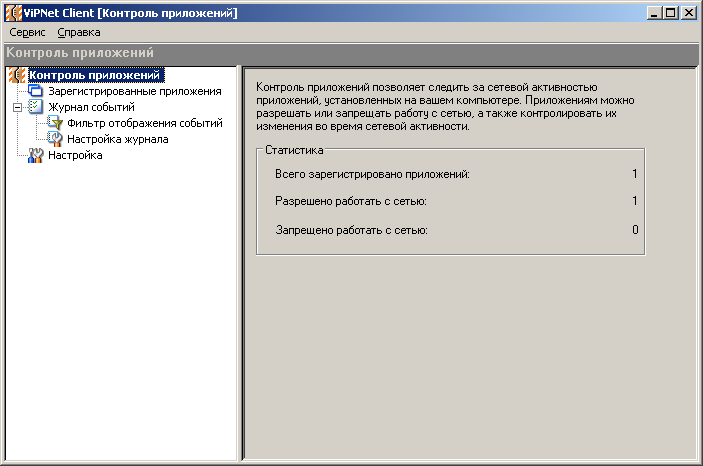 ViPNet Client [Контроль приложений]
Сервис Справка
Контроль приложений
Контроль приложений
Зарегистрированные приложения
Журнал событий
Фильтр отображения событий
Настройка журнала
Настройка
Контроль приложений позволяет следить за сетевой активностью
приложений, установленных на вашем компьютере. Приложениям можно
разрешать или запрещать работу с сетью, а также контролировать их
изменения во время сетевой активности.
Статистика
Всего зарегистрировано приложений: 1
Разрешено работать с сетью: 1
Запрещено работать с сетью: 0